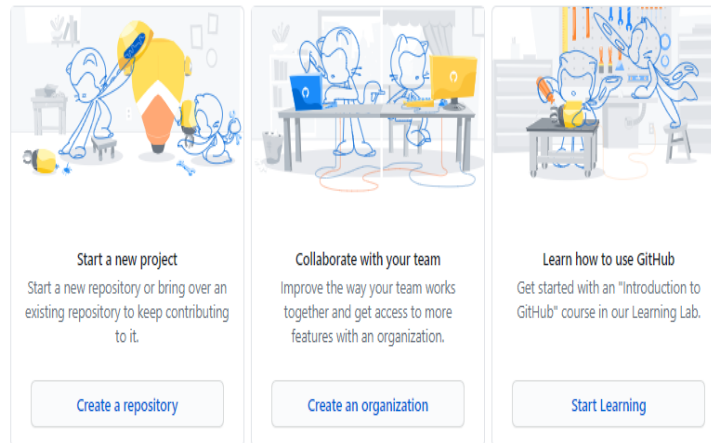 Start a new project
Start a new repository or bring over an
existing repository to keep contributing
to it.
Create a repository
Collaborate with your team
Improve the way your team works
together and get access to more
features with an organization.
Create an organization
Learn how to use GitHub
Get started with an "Introduction to
GitHub" course in our Learning Lab.
Start Learning